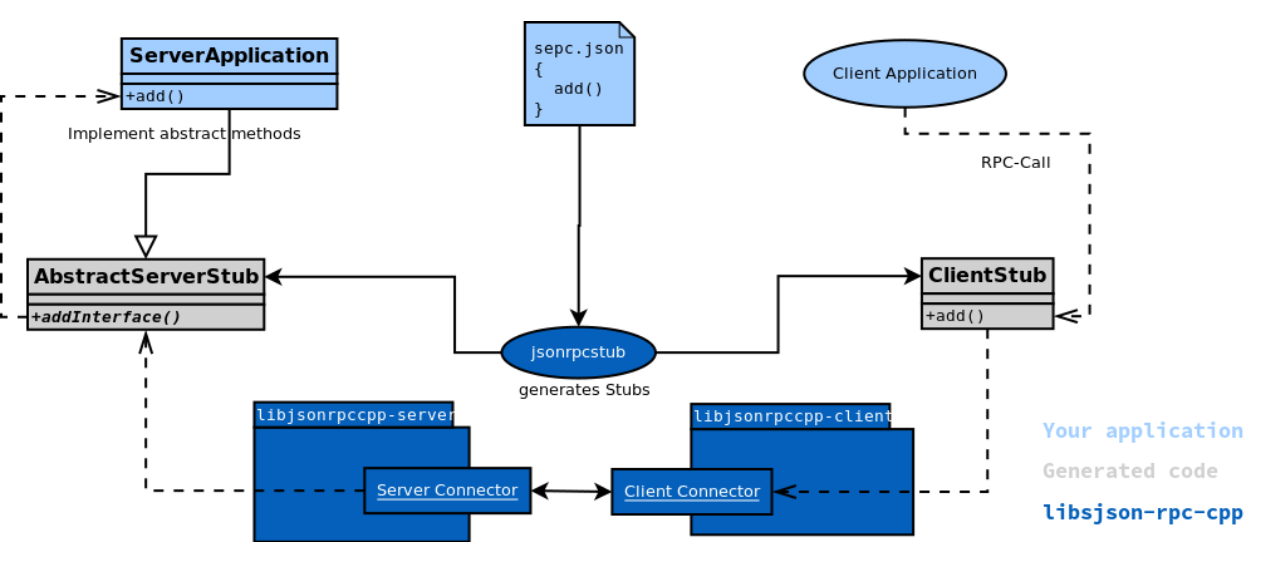 ServerApplication
+add()
Implement abstract methods
sepc.json
{
add()
}
Client Application
RPC-Call
AbstractServerStub
+addInterface()
ClientStub
+add()
jsonrpcstub
generates Stubs
libjsonrpccpp-server
Server Connector
libjsonrpccpp-client
Client Connector
Your application
Generated code
libsjson-rpc-cpp